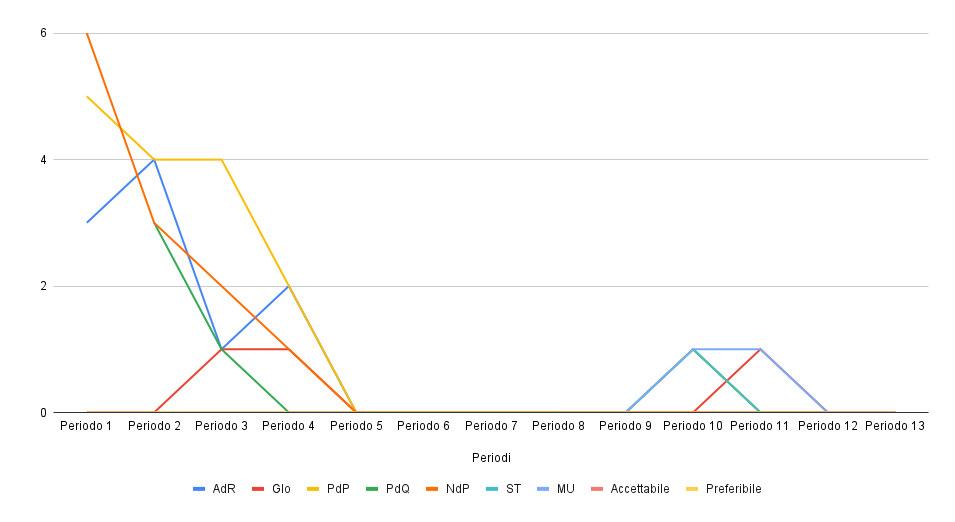 6
4
2
0
Periodo 1 Periodo 2 Periodo 3 Periodo 4 Periodo 5 Periodo 6 Periodo 7 Periodo 8 Periodo 9 Periodo 10 Periodo 11 Periodo 12 Periodo 13
Periodi
AdR Glo PdP PdQ NdP ST MU Accettabile Preferibile